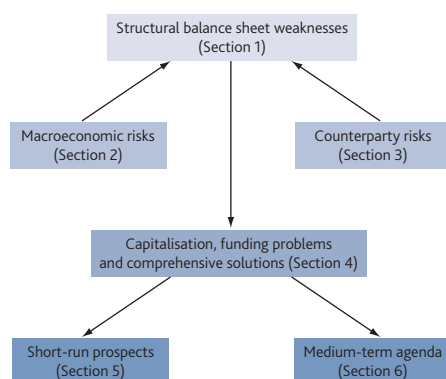 Structural balance sheet weaknesses
(Section 1)
Macroeconomic risks
(Section 2)
Counterparty risks
(Section 3)
Capitalisation, funding problems
and comprehensive solutions (Section 4)
Short-run prospects
(Section 5)
Medium-term agenda
(Section 6)